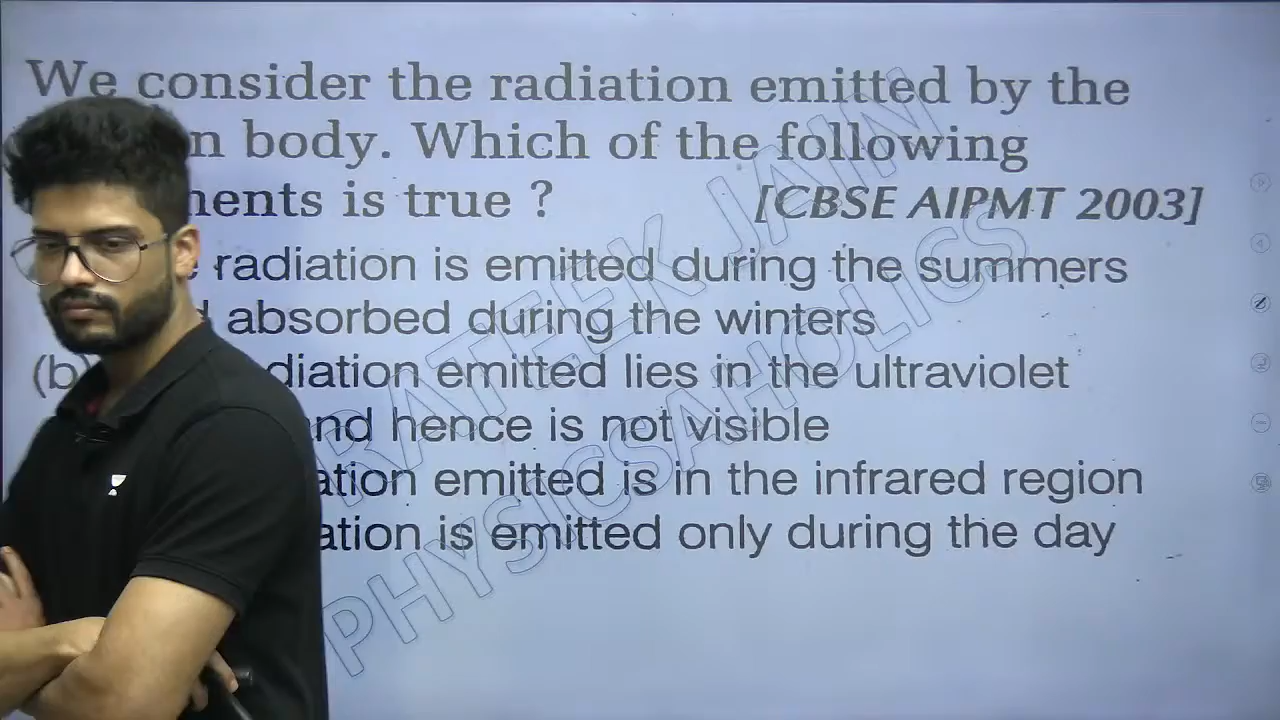 We consider the radiation emitted by the
n body. Which of the following
ments is true ?
[CBSE AIPMT 2003]
radiation is emitted during the summers
absorbed during the winters
(b) diation emitted lies in the ultraviolet
nd hence is not visible
ation emitted is in the infrared region
ation is emitted only during the day
RATEEK JAIN
PHYSICSAHOLICS